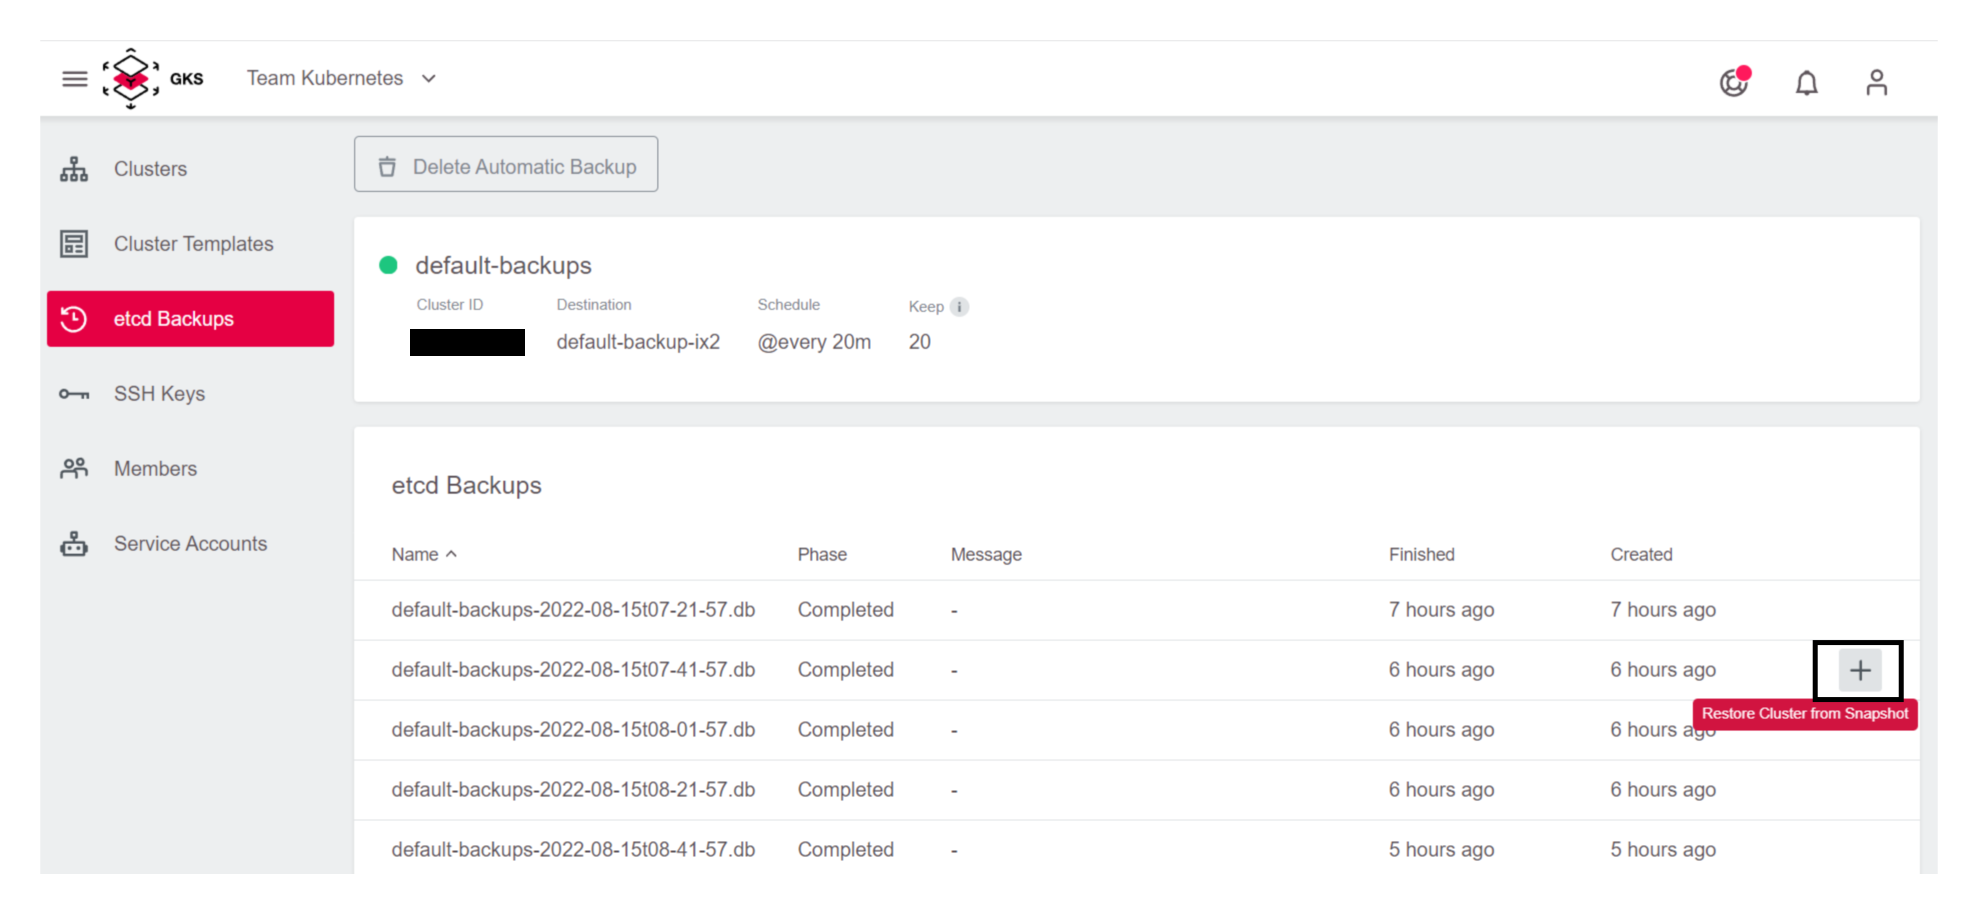 GKS
Team Kubernetes
Clusters
Cluster Templates
etcd Backups
SSH Keys
Members
Service Accounts
Delete Automatic Backup
default-backups
Cluster ID Destination Schedule Keep i
default-backup-ix2 @every 20m 20
etcd Backups
Name Phase Message Finished Created
default-backups-2022-08-15t07-21-57.db Completed - 7 hours ago 7 hours ago
default-backups-2022-08-15t07-41-57.db Completed - 6 hours ago 6 hours ago
Restore Cluster from Snapshot
default-backups-2022-08-15t08-01-57.db Completed - 6 hours ago 6 hours ago
default-backups-2022-08-15t08-21-57.db Completed - 6 hours ago 6 hours ago
default-backups-2022-08-15t08-41-57.db Completed - 5 hours ago 5 hours ago